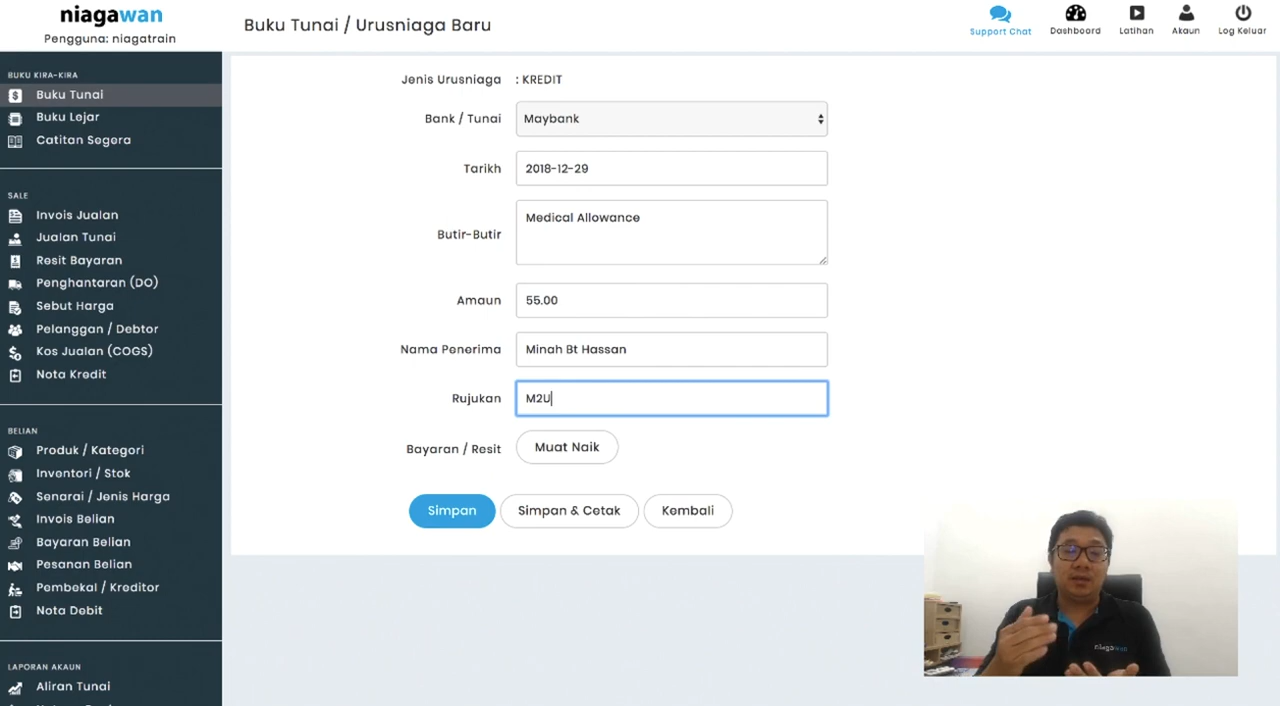 niagawan
Pengguna: niagatrain
Buku Tunai / Urusniaga Baru
Support Chat
Dashboard
Latihan
Akaun
Log Keluar
BUKU KIRA-KIRA
Buku Tunai
Buku Lejar
Catitan Segera
SALE
Invois Jualan
Jualan Tunai
Resit Bayaran
Penghantaran (DO)
Sebut Harga
Pelanggan / Debtor
Kos Jualan (COGS)
Nota Kredit
BELIAN
Produk / Kategori
Inventori / Stok
Senarai / Jenis Harga
Invois Belian
Bayaran Belian
Pesanan Belian
Pembekal / Kreditor
Nota Debit
LAPORAN AKAUN
Aliran Tunai
Jenis Urusniaga : KREDIT
Bank / Tunai Maybank
Tarikh 2018-12-29
Butir-Butir Medical Allowance
Amaun 55.00
Nama Penerima Minah Bt Hassan
Rujukan M2U
Bayaran / Resit Muat Naik
Simpan Simpan & Cetak Kembali
niagawan